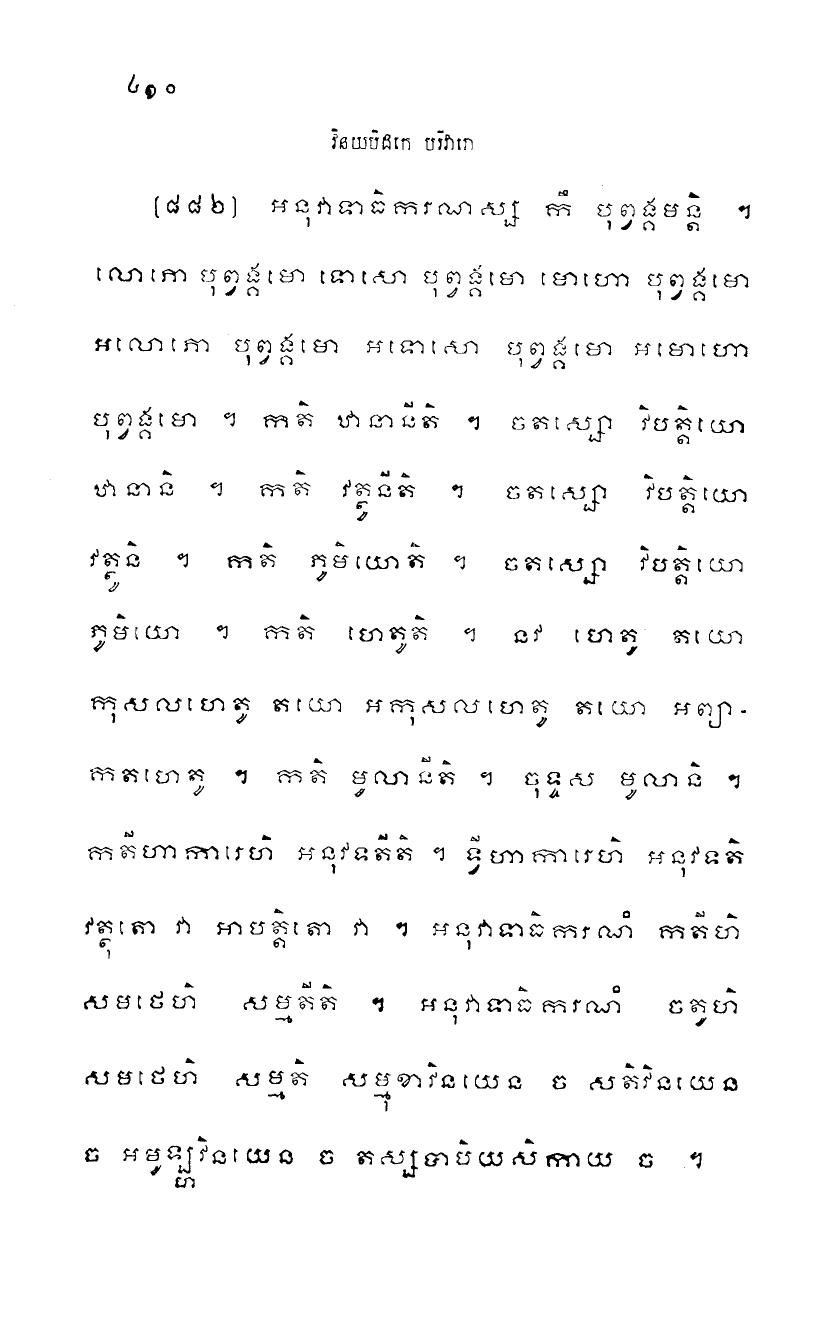 ៤១០
វិនយបិដកេ បរិវារោ
[៨៨២] អនុវាទាធិករណស្ស កឹ បុព្វង្គមន្តិ ។
លោភោ បុព្វង្គមោ ទោសោ បុព្វង្គមោ មោហោ បុព្វង្គមោ
អលោភោ បុព្វង្គមោ អទោសោ បុព្វង្គមោ អមោហោ
បុព្វង្គមោ ។ កតិ ឋានានីតិ ។ ចតស្សោ វិបត្តិយោ
ឋានានិ ។ កតិ វត្ថូនីតិ ។ ចតស្សោ វិបត្តិយោ
វត្ថូនិ ។ កតិ ភូមិយោតិ ។ ចតស្សោ វិបត្តិយោ
ភូមិយោ ។ កតិ ហេតូតិ ។ នវ ហេតូ តយោ
កុសលហេតូ តយោ អកុសលហេតូ តយោ អព្យា-
កតហេតូ ។ កតិ មូលានីតិ ។ ចុទ្ទស មូលានិ ។
កតីហាការេហិ អនុវទតីតិ ។ ទ្វីហាការេហិ អនុវទតិ
វត្ថុតោ វា អាបត្តិតោ វា ។ អនុវាទាធិករណំ កតីហិ
សមថេហិ សម្មតីតិ ។ អនុវាទាធិករណំ ចតូហិ
សមថេហិ សម្មតិ សម្មុខាវិនយេន ច សតិវិនយេន
ច អមូឡ្ហវិនយេន ច តស្សបាបិយសិកាយ ច ។